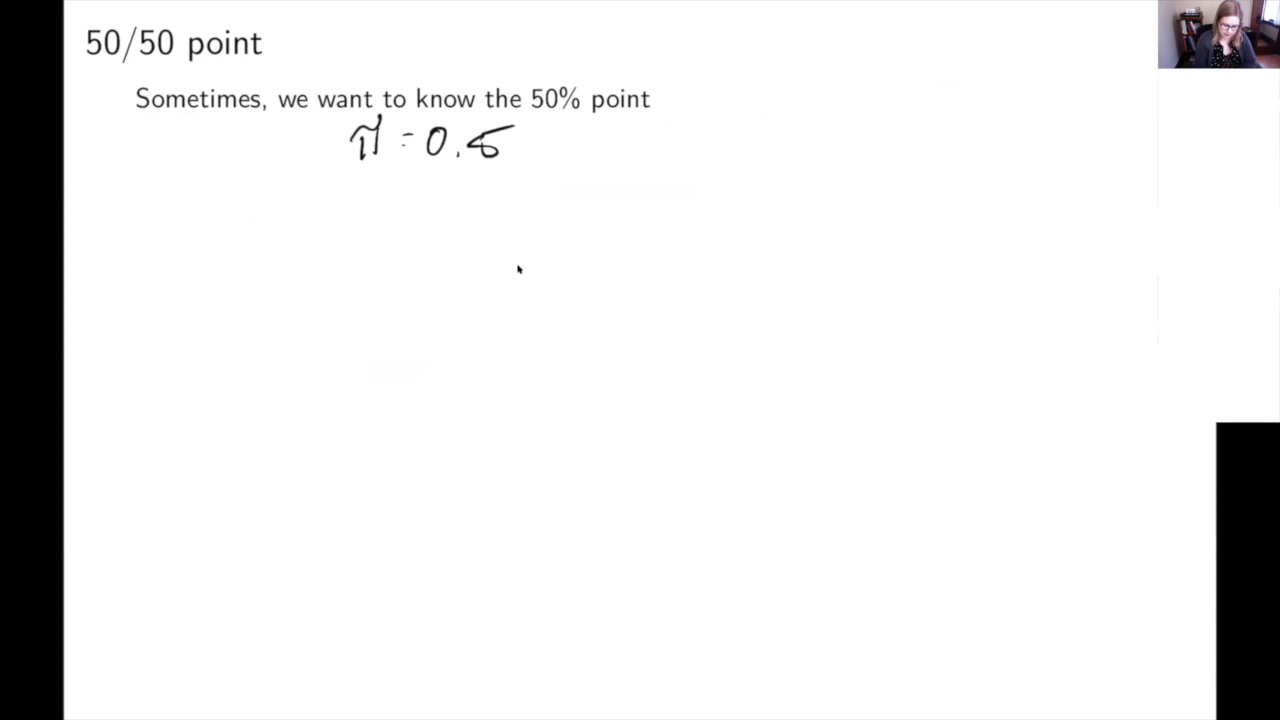 50/50 point
Sometimes, we want to know the 50% point
π = 0.5